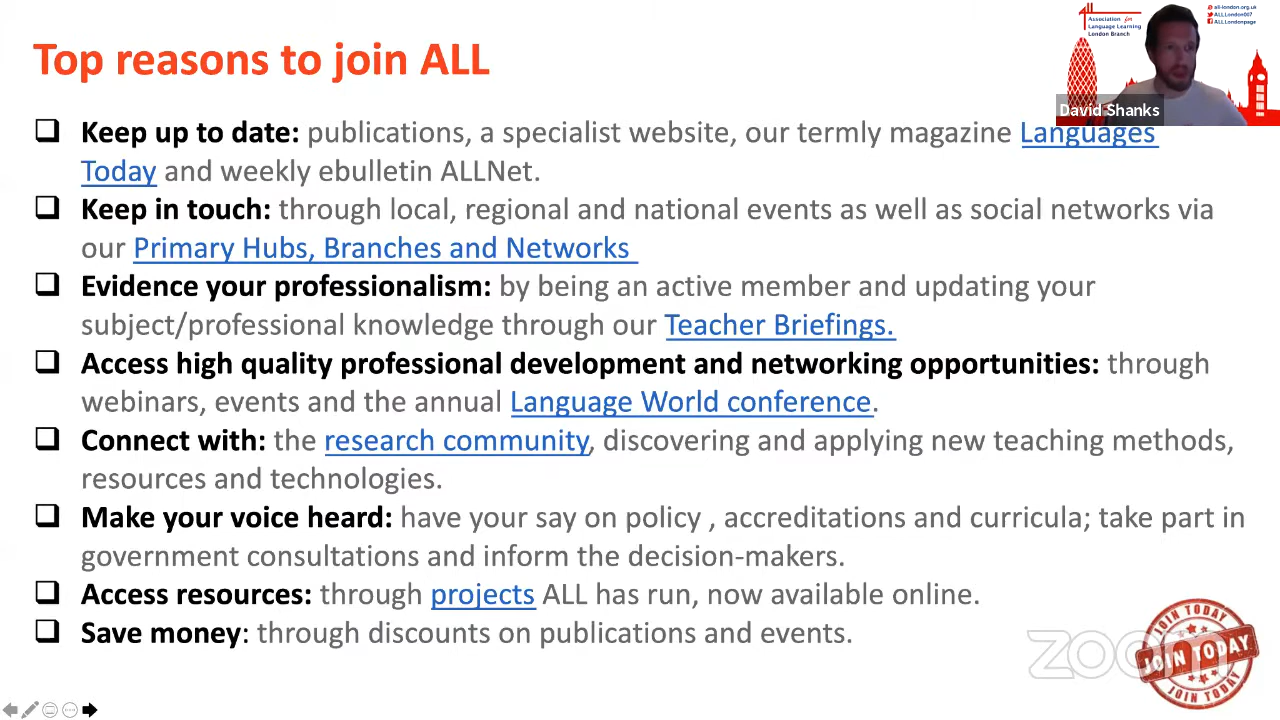 Top reasons to join ALL
Association for
Language Learning
London Branch
all-london.org.uk
ALLLondon007
ALLLondonpage
David Shanks
Keep up to date: publications, a specialist website, our termly magazine Languages
Today and weekly ebulletin ALLNet.
Keep in touch: through local, regional and national events as well as social networks via
our Primary Hubs, Branches and Networks
Evidence your professionalism: by being an active member and updating your
subject/professional knowledge through our Teacher Briefings.
Access high quality professional development and networking opportunities: through
webinars, events and the annual Language World conference.
Connect with: the research community, discovering and applying new teaching methods,
resources and technologies.
Make your voice heard: have your say on policy , accreditations and curricula; take part in
government consultations and inform the decision-makers.
Access resources: through projects ALL has run, now available online.
Save money: through discounts on publications and events.
zoom
JOIN TODAY
JOIN TODAY
JOIN TODAY